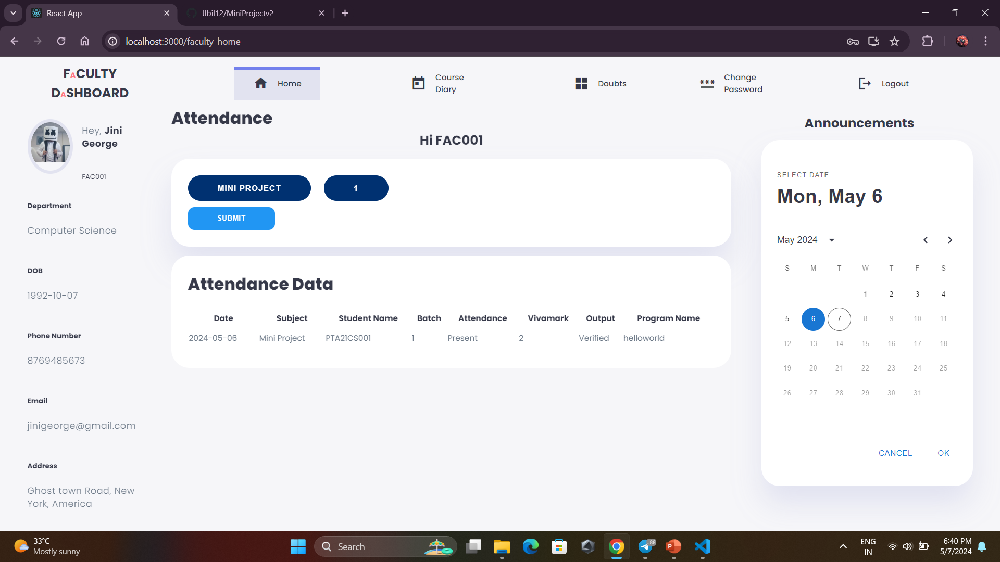 React App
JIbil12/MiniProjectv2
localhost:3000/faculty_home
FACULTY
DASHBOARD
Home
Course
Diary
Doubts
Change
Password
Logout
Hey, Jini
George
FAC001
Department
Computer Science
DOB
1992-10-07
Phone Number
8769485673
Email
jinigeorge@gmail.com
Address
Ghost town Road, New
York, America
Attendance
Hi FAC001
MINI PROJECT 1
SUBMIT
Attendance Data
Date Subject Student Name Batch Attendance Vivamark Output Program Name
2024-05-06 Mini Project PTA21CS001 1 Present 2 Verified helloworld
Announcements
SELECT DATE
Mon, May 6
May 2024
S M T W T F S
1 2 3 4
5 6 7 8 9 10 11
12 13 14 15 16 17 18
19 20 21 22 23 24 25
26 27 28 29 30 31
CANCEL OK
33°C
Mostly sunny
Search
.88
P
ENG
IN
6:40 PM
5/7/2024